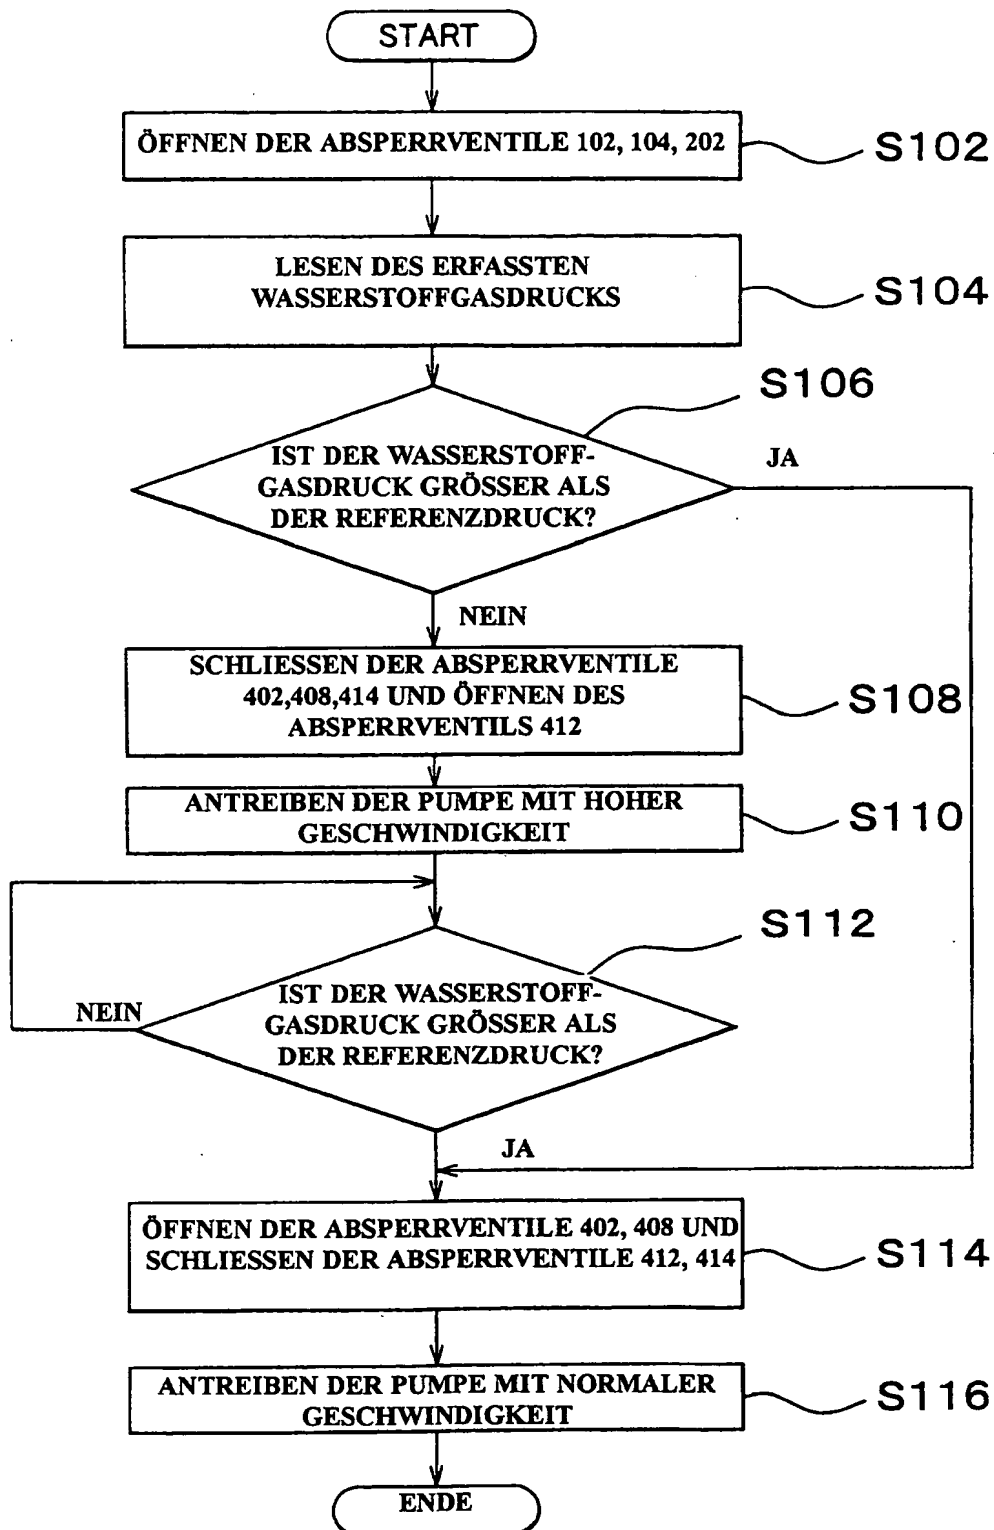 START
ÖFFNEN DER ABSPERRVENTILE 102, 104, 202
S102
LESEN DES ERFASSTEN
WASSERSTOFFGASDRUCKS
S104
S106
IST DER WASSERSTOFF-
GASDRUCK GRÖSSER ALS
DER REFERENZDRUCK?
JA
NEIN
SCHLIESSEN DER ABSPERRVENTILE
402,408,414 UND ÖFFNEN DES
ABSPERRVENTILS 412
S108
ANTREIBEN DER PUMPE MIT HOHER
GESCHWINDIGKEIT
S110
S112
IST DER WASSERSTOFF-
GASDRUCK GRÖSSER ALS
DER REFERENZDRUCK?
NEIN
JA
ÖFFNEN DER ABSPERRVENTILE 402, 408 UND
SCHLIESSEN DER ABSPERRVENTILE 412, 414
S114
ANTREIBEN DER PUMPE MIT NORMALER
GESCHWINDIGKEIT
S116
ENDE